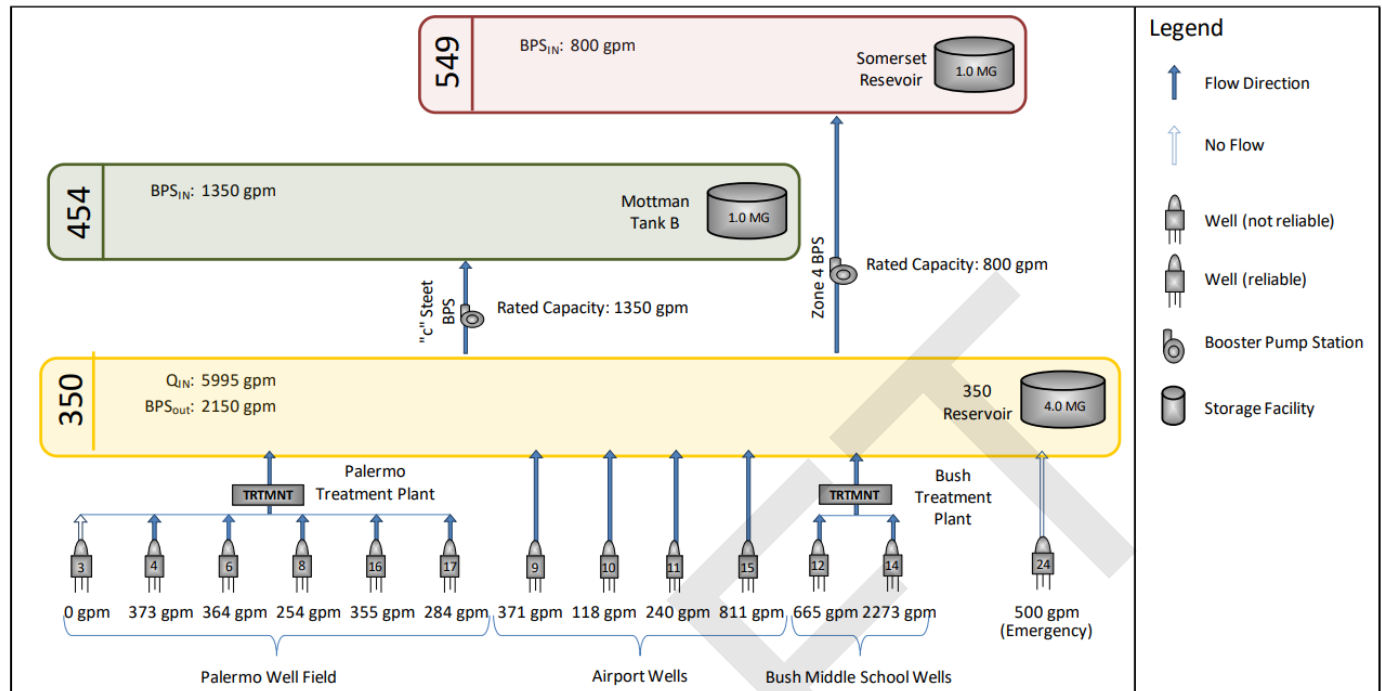 549
BPSIN: 800 gpm
Somerset
Resevoir
1.0 MG
454
BPSIN: 1350 gpm
Mottman
Tank B
1.0 MG
"c" Steet
BPS
Rated Capacity: 1350 gpm
Zone 4 BPS
Rated Capacity: 800 gpm
350
QIN: 5995 gpm
BPSout: 2150 gpm
350
Reservoir
4.0 MG
Palermo
Treatment Plant
TRTMNT
Bush
Treatment
Plant
TRTMNT
3 4 6 8 16 17 9 10 11 15 12 14 24
0 gpm 373 gpm 364 gpm 254 gpm 355 gpm 284 gpm 371 gpm 118 gpm 240 gpm 811 gpm 665 gpm 2273 gpm 500 gpm
(Emergency)
Palermo Well Field Airport Wells Bush Middle School Wells
Legend
Flow Direction
No Flow
Well (not reliable)
Well (reliable)
Booster Pump Station
Storage Facility